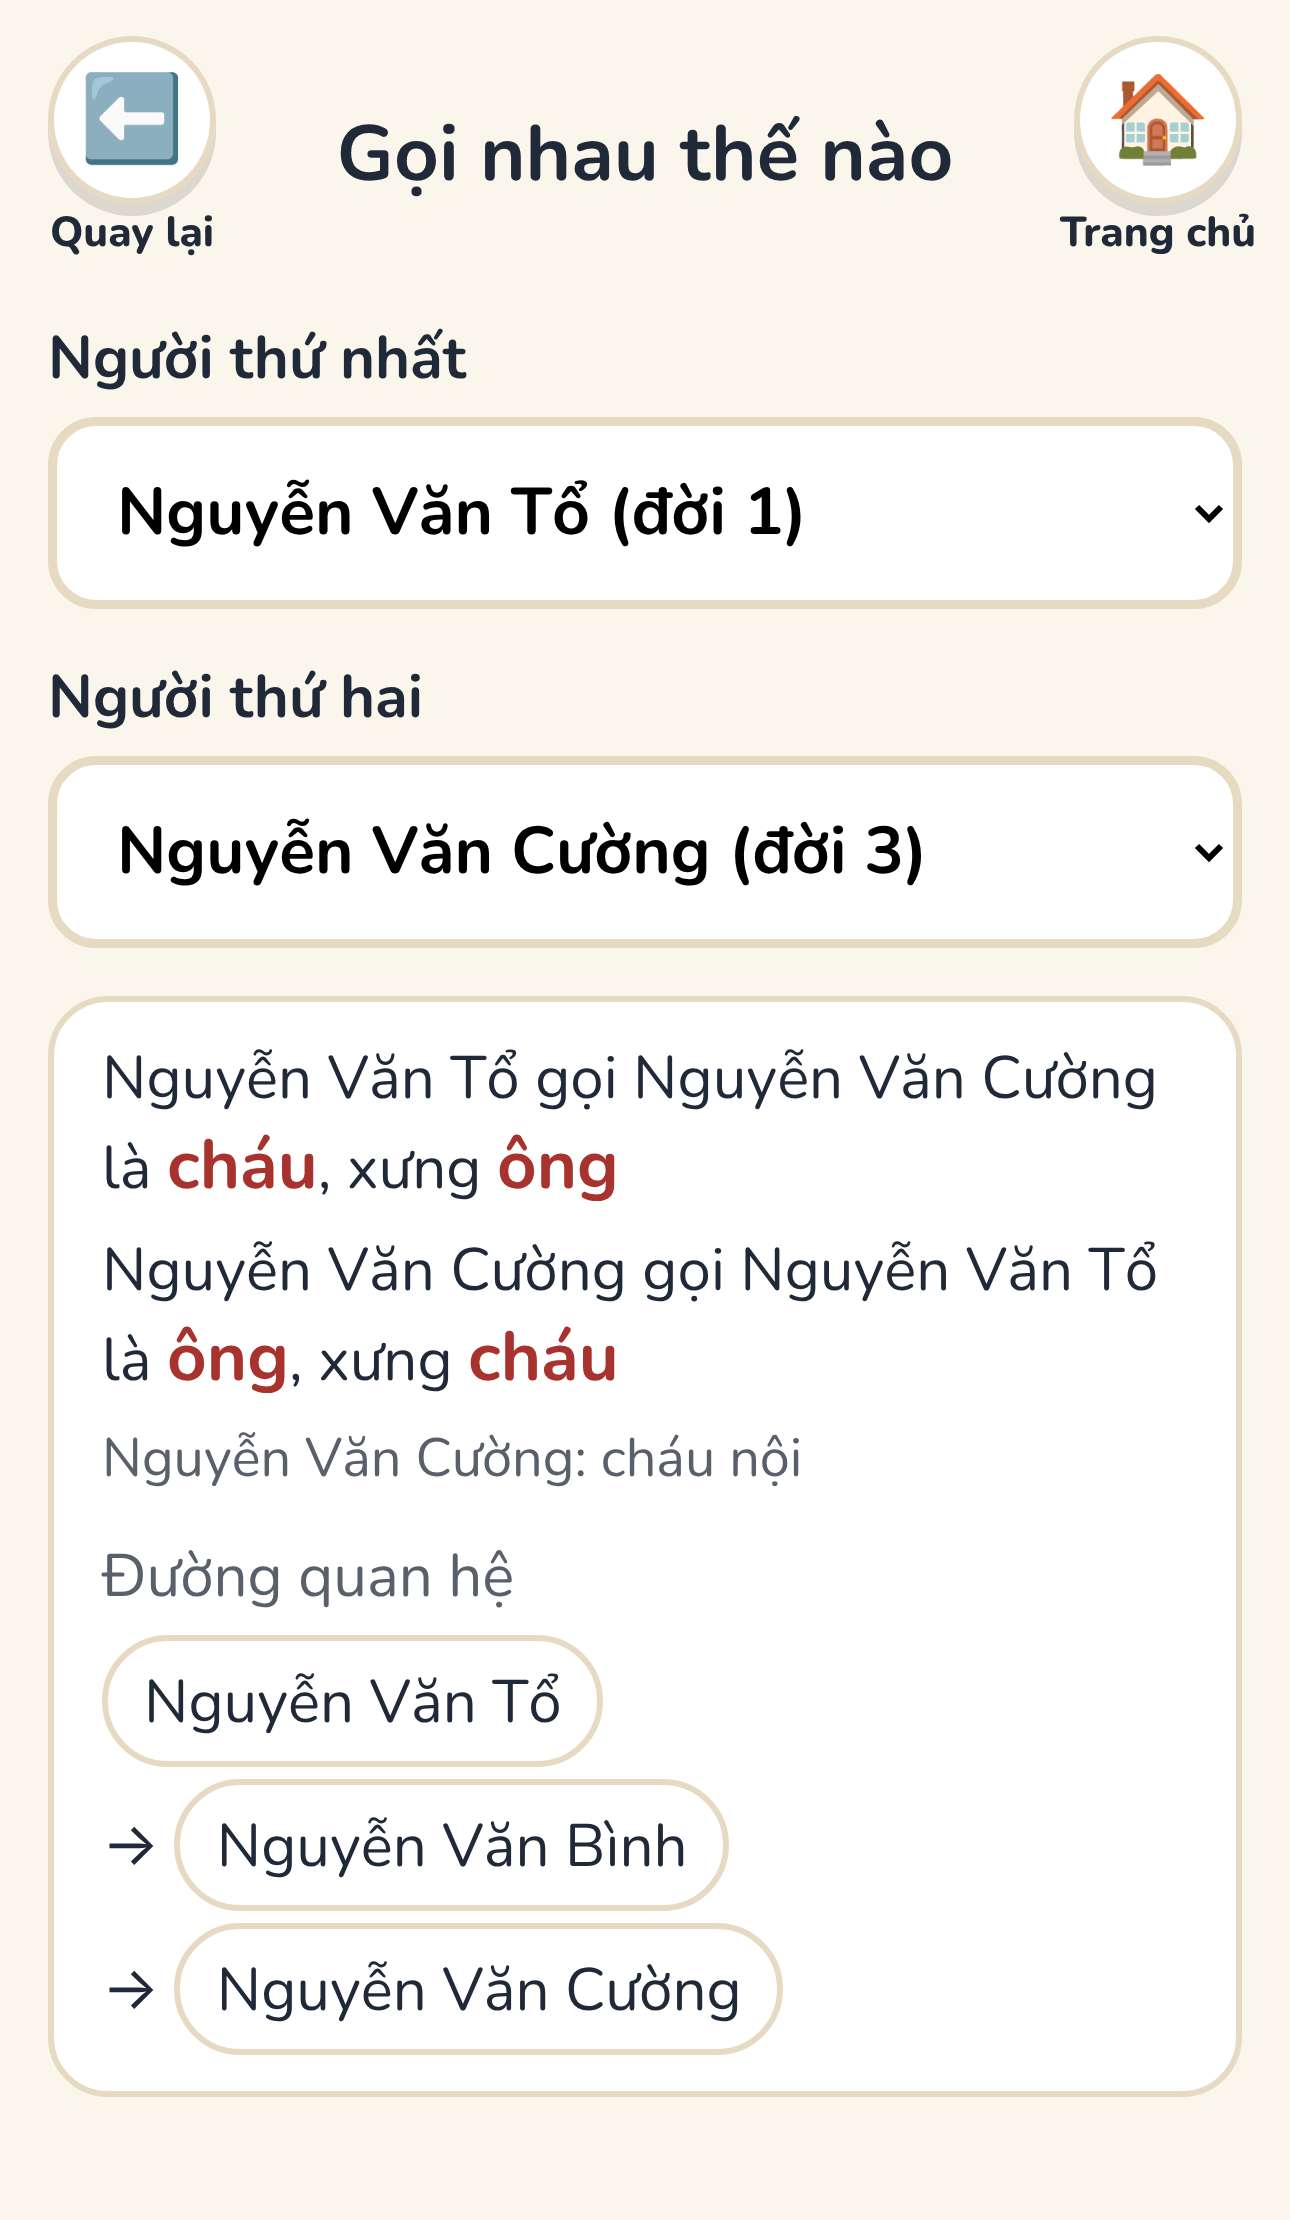 Gọi nhau thế nào
Quay lại
Trang chủ
Người thứ nhất
Nguyễn Văn Tổ (đời 1)
Người thứ hai
Nguyễn Văn Cường (đời 3)
Nguyễn Văn Tổ gọi Nguyễn Văn Cường
là cháu, xưng ông
Nguyễn Văn Cường gọi Nguyễn Văn Tổ
là ông, xưng cháu
Nguyễn Văn Cường: cháu nội
Đường quan hệ
Nguyễn Văn Tổ
→ Nguyễn Văn Bình
→ Nguyễn Văn Cường